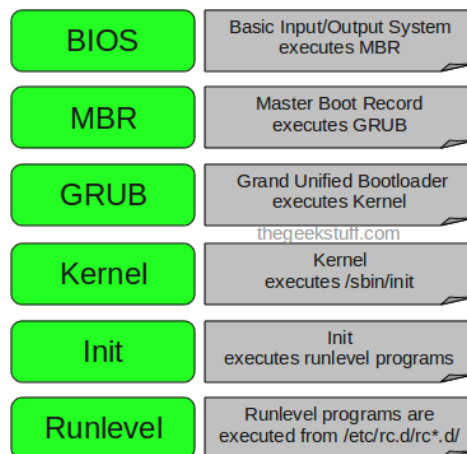 BIOS
Basic Input/Output System
executes MBR
MBR
Master Boot Record
executes GRUB
GRUB
Grand Unified Bootloader
executes Kernel
thegeekstuff.com
Kernel
Kernel
executes /sbin/init
Init
Init
executes runlevel programs
Runlevel
Runlevel programs are
executed from /etc/rc.d/rc*.d/